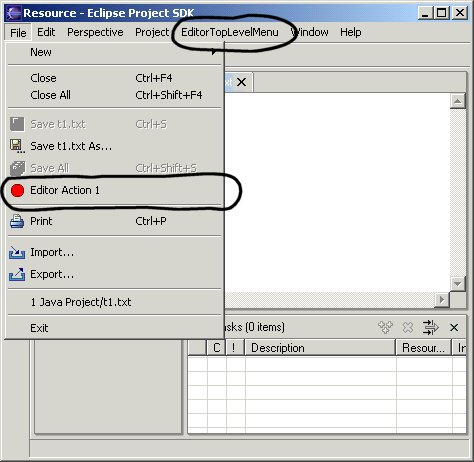 Resource - Eclipse Project SDK
File Edit Perspective Project EditorTopLevelMenu Window Help
New
Close Ctrl+F4
Close All Ctrl+Shift+F4
Save t1.txt Ctrl+S
Save t1.txt As...
Save All Ctrl+Shift+S
Editor Action 1
Print Ctrl+P
Import...
Export...
1 Java Project/t1.txt
Exit
(0 items)
C ! Description Resour... In